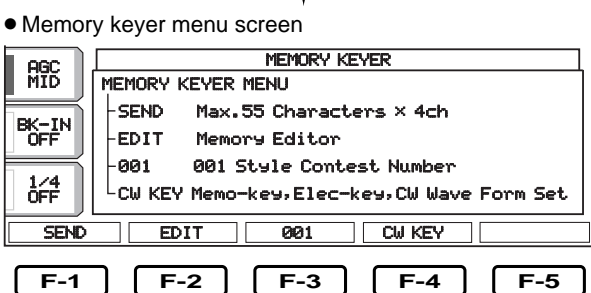 • Memory keyer menu screen
AGC
MID
BK-IN
OFF
1/4
OFF
MEMORY KEYER
MEMORY KEYER MENU
SEND Max.55 Characters × 4ch
EDIT Memory Editor
001 001 Style Contest Number
CW KEY Memo-key,Elec-key,CW Wave Form Set
SEND EDIT 001 CW KEY
F-1 F-2 F-3 F-4 F-5